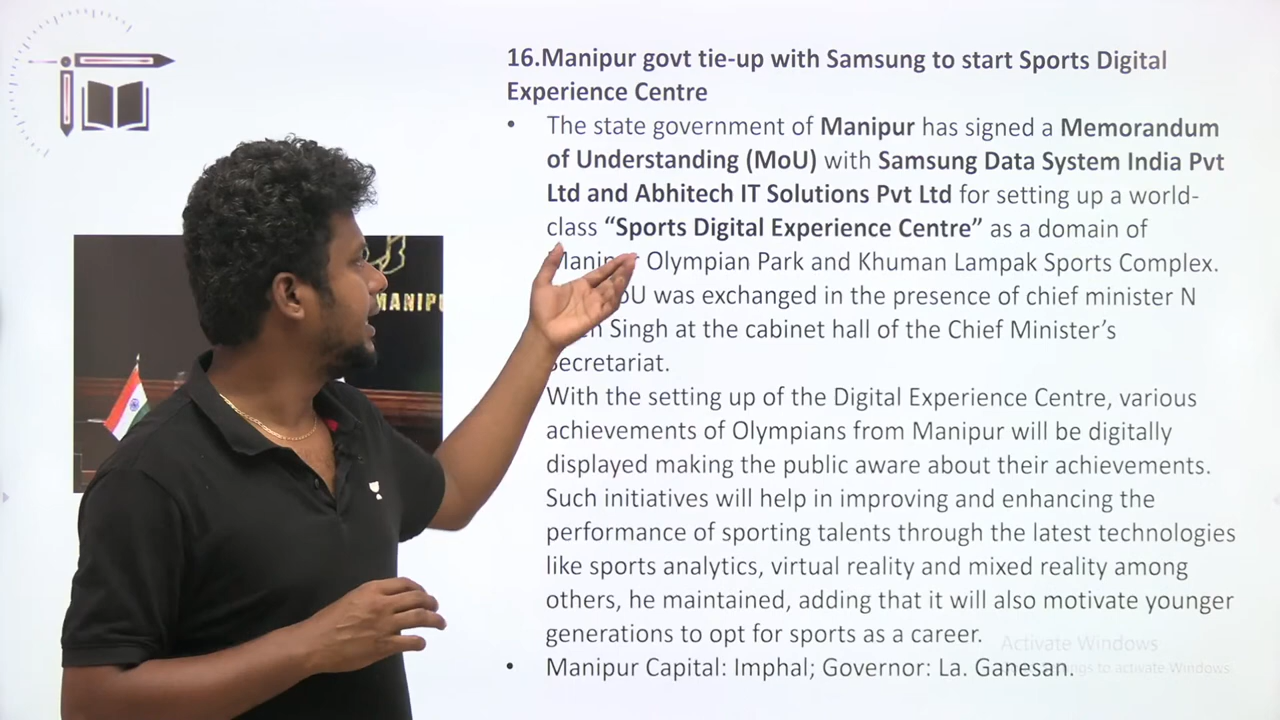 16.Manipur govt tie-up with Samsung to start Sports Digital
Experience Centre
• The state government of Manipur has signed a Memorandum
of Understanding (MoU) with Samsung Data System India Pvt
Ltd and Abhitech IT Solutions Pvt Ltd for setting up a world-
class “Sports Digital Experience Centre” as a domain of
Olympian Park and Khuman Lampak Sports Complex.
was exchanged in the presence of chief minister N
Singh at the cabinet hall of the Chief Minister’s
Secretariat.
With the setting up of the Digital Experience Centre, various
achievements of Olympians from Manipur will be digitally
displayed making the public aware about their achievements.
Such initiatives will help in improving and enhancing the
performance of sporting talents through the latest technologies
like sports analytics, virtual reality and mixed reality among
others, he maintained, adding that it will also motivate younger
generations to opt for sports as a career.
Activate Windows
• Manipur Capital: Imphal; Governor: La. Ganesan.
to activate Windows